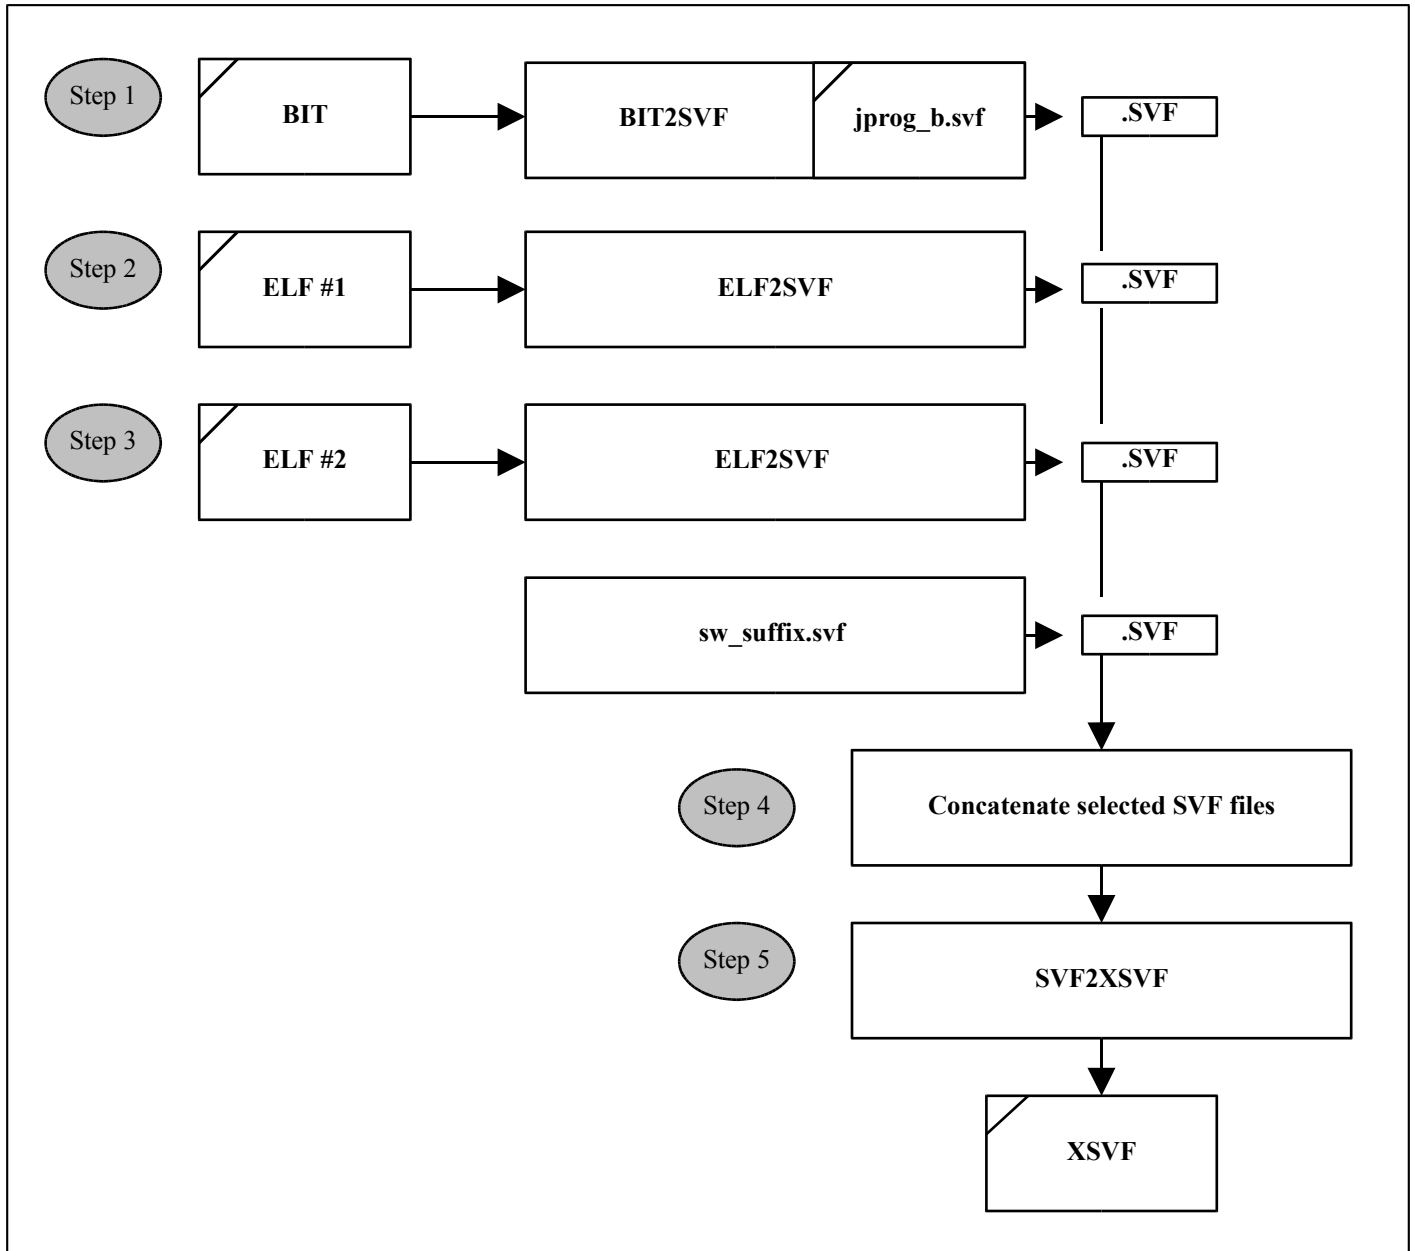 Step 1
BIT
BIT2SVF
jprog_b.svf
.SVF
Step 2
ELF #1
ELF2SVF
.SVF
Step 3
ELF #2
ELF2SVF
.SVF
sw_suffix.svf
.SVF
Step 4
Concatenate selected SVF files
Step 5
SVF2XSVF
XSVF